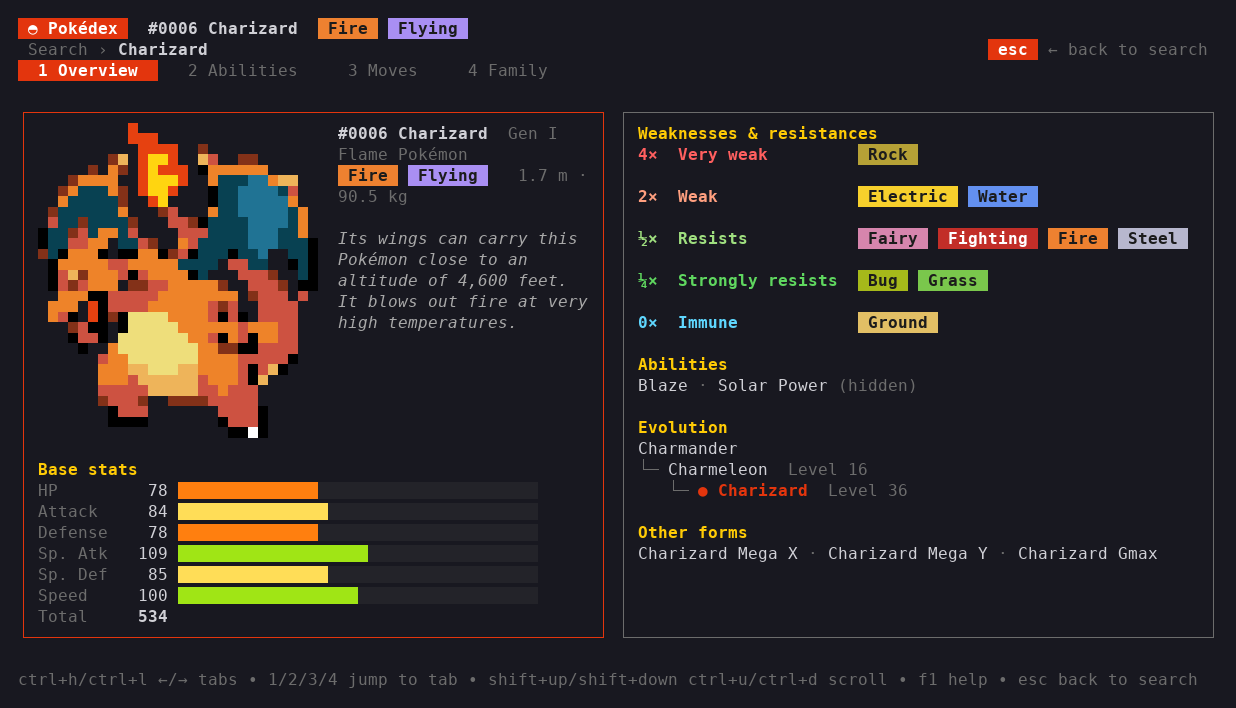 ◓ Pokédex #0006 Charizard Fire Flying
Search › Charizard
esc ← back to search
1 Overview 2 Abilities 3 Moves 4 Family
#0006 Charizard Gen I
Flame Pokémon
Fire Flying 1.7 m ·
90.5 kg
Its wings can carry this
Pokémon close to an
altitude of 4,600 feet.
It blows out fire at very
high temperatures.
Base stats
HP 78
Attack 84
Defense 78
Sp. Atk 109
Sp. Def 85
Speed 100
Total 534
Weaknesses & resistances
4× Very weak Rock
2× Weak Electric Water
½× Resists Fairy Fighting Fire Steel
¼× Strongly resists Bug Grass
0× Immune Ground
Abilities
Blaze · Solar Power (hidden)
Evolution
Charmander
└─ Charmeleon Level 16
└─ ● Charizard Level 36
Other forms
Charizard Mega X · Charizard Mega Y · Charizard Gmax
ctrl+h/ctrl+l ←/→ tabs • 1/2/3/4 jump to tab • shift+up/shift+down ctrl+u/ctrl+d scroll • f1 help • esc back to search